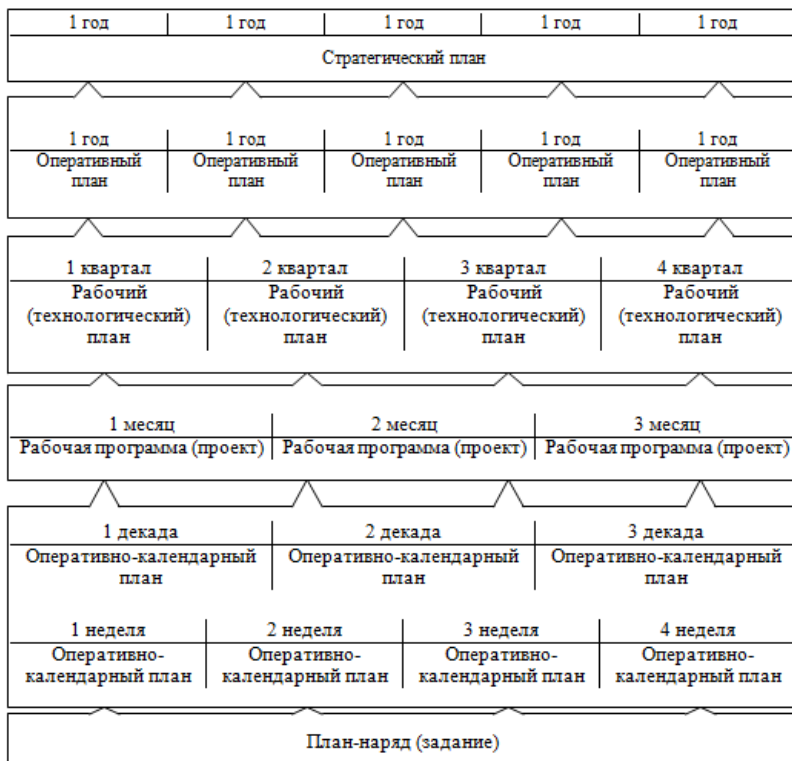 1 год 1 год 1 год 1 год 1 год
Стратегический план
1 год 1 год 1 год 1 год 1 год
Оперативный Оперативный Оперативный Оперативный Оперативный
план план план план план
1 квартал 2 квартал 3 квартал 4 квартал
Рабочий Рабочий Рабочий Рабочий
(технологический) (технологический) (технологический) (технологический)
план план план план
1 месяц 2 месяц 3 месяц
Рабочая программа (проект) Рабочая программа (проект) Рабочая программа (проект)
1 декада 2 декада 3 декада
Оперативно-календарный Оперативно-календарный Оперативно-календарный
план план план
1 неделя 2 неделя 3 неделя 4 неделя
Оперативно- Оперативно- Оперативно- Оперативно-
календарный план календарный план календарный план календарный план
План-наряд (задание)